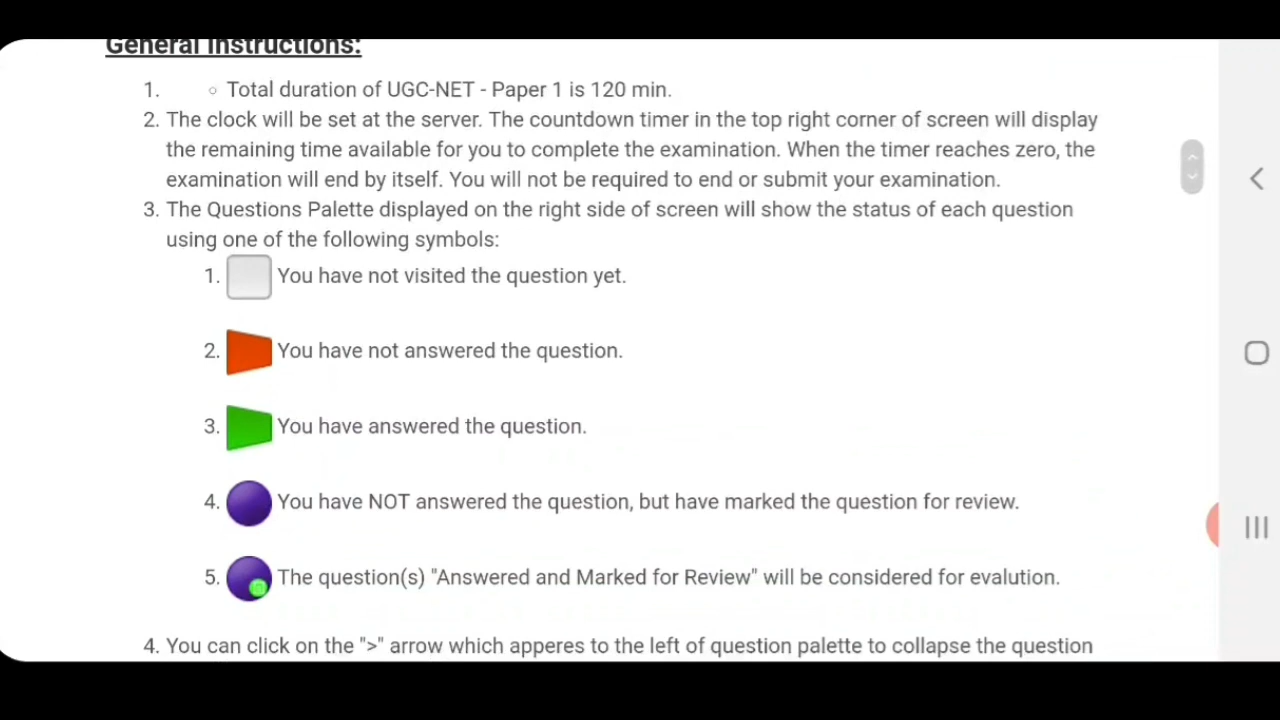 General Instructions:
1. ○ Total duration of UGC-NET - Paper 1 is 120 min.
2. The clock will be set at the server. The countdown timer in the top right corner of screen will display
the remaining time available for you to complete the examination. When the timer reaches zero, the
examination will end by itself. You will not be required to end or submit your examination.
3. The Questions Palette displayed on the right side of screen will show the status of each question
using one of the following symbols:
1. You have not visited the question yet.
2. You have not answered the question.
3. You have answered the question.
4. You have NOT answered the question, but have marked the question for review.
5. The question(s) "Answered and Marked for Review" will be considered for evalution.
4. You can click on the ">" arrow which apperes to the left of question palette to collapse the question